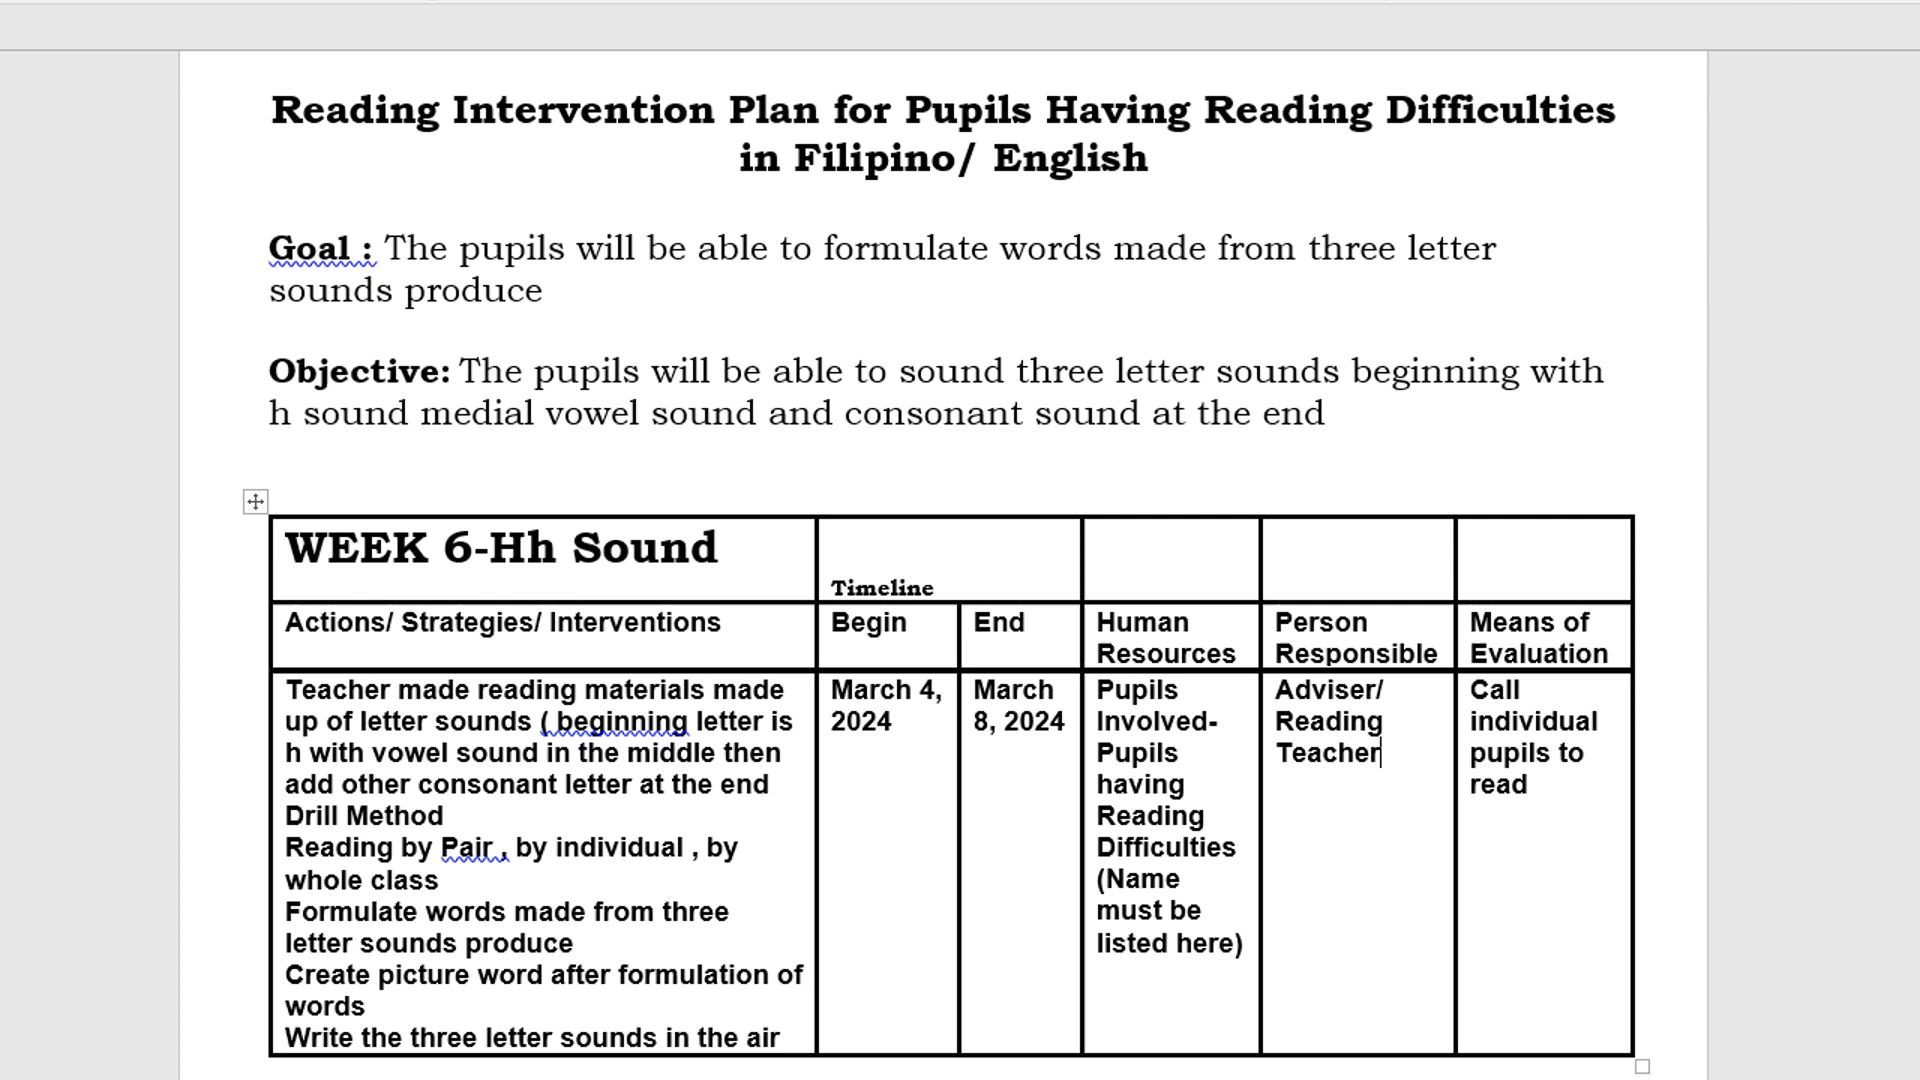 Reading Intervention Plan for Pupils Having Reading Difficulties
in Filipino/ English
Goal : The pupils will be able to formulate words made from three letter
sounds produce
Objective: The pupils will be able to sound three letter sounds beginning with
h sound medial vowel sound and consonant sound at the end
WEEK 6-Hh Sound
Timeline
Actions/ Strategies/ Interventions
Begin
End
Human
Resources
Person
Responsible
Means of
Evaluation
Teacher made reading materials made
up of letter sounds ( beginning letter is
h with vowel sound in the middle then
add other consonant letter at the end
Drill Method
Reading by Pair , by individual , by
whole class
Formulate words made from three
letter sounds produce
Create picture word after formulation of
words
Write the three letter sounds in the air
March 4,
2024
March
8, 2024
Pupils
Involved-
Pupils
having
Reading
Difficulties
(Name
must be
listed here)
Adviser/
Reading
Teacher
Call
individual
pupils to
read